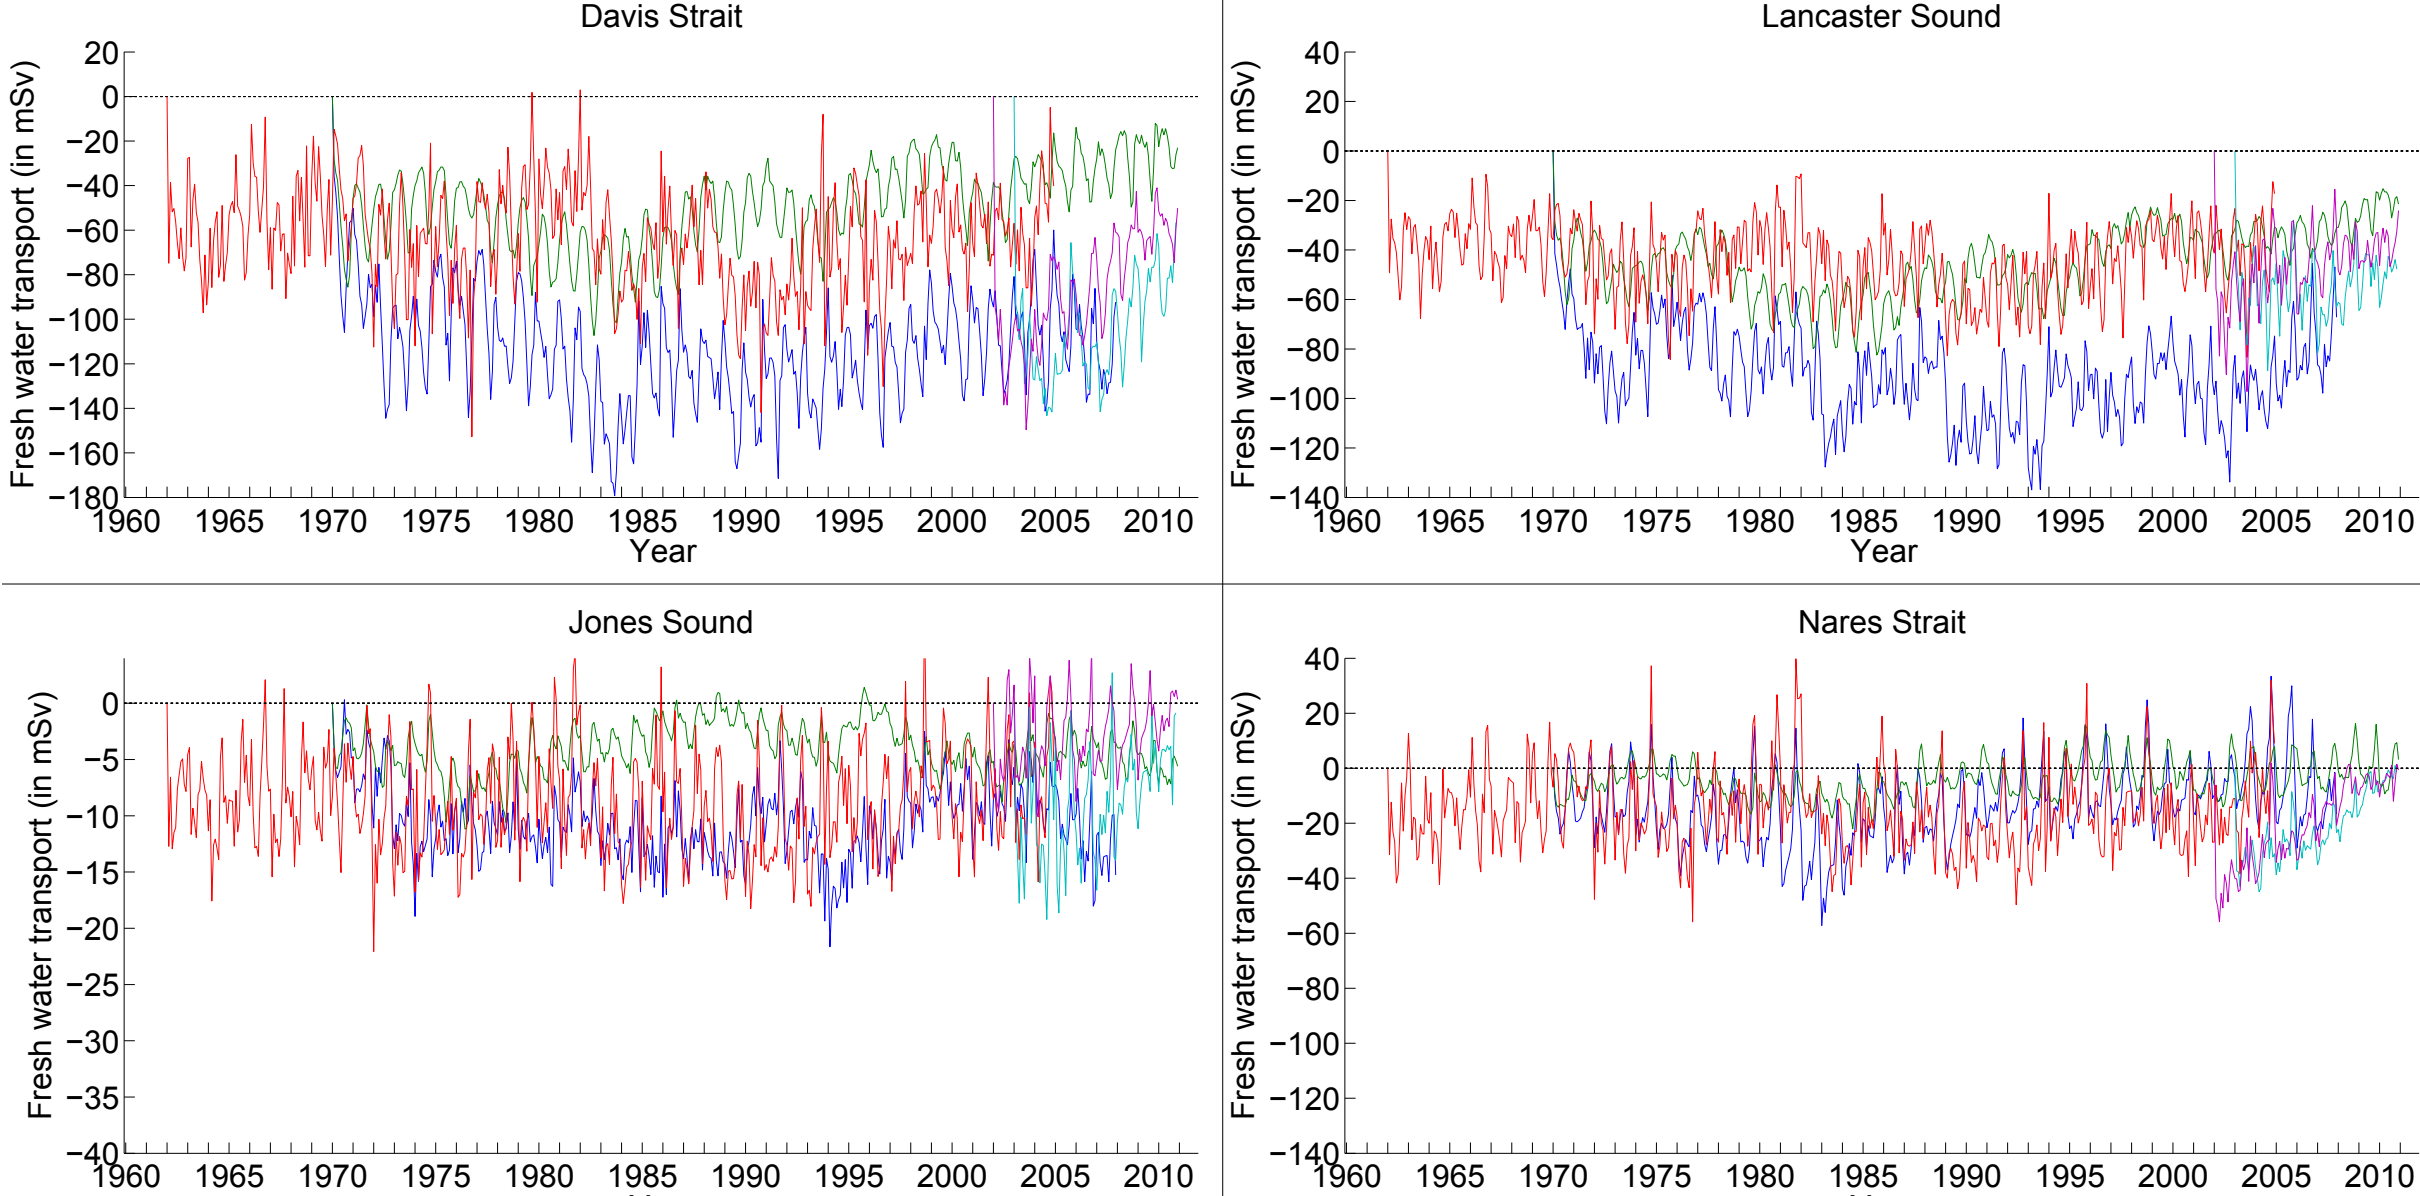 Davis Strait
Fresh water transport (in mSv)
20
0
−20
−40
−60
−80
−100
−120
−140
−160
−180
1960 1965 1970 1975 1980 1985 1990 1995 2000 2005 2010
Year
Lancaster Sound
Fresh water transport (in mSv)
40
20
0
−20
−40
−60
−80
−100
−120
−140
1960 1965 1970 1975 1980 1985 1990 1995 2000 2005 2010
Year
Jones Sound
Fresh water transport (in mSv)
0
−5
−10
−15
−20
−25
−30
−35
−40
1960 1965 1970 1975 1980 1985 1990 1995 2000 2005 2010
Nares Strait
Fresh water transport (in mSv)
40
20
0
−20
−40
−60
−80
−100
−120
−140
1960 1965 1970 1975 1980 1985 1990 1995 2000 2005 2010